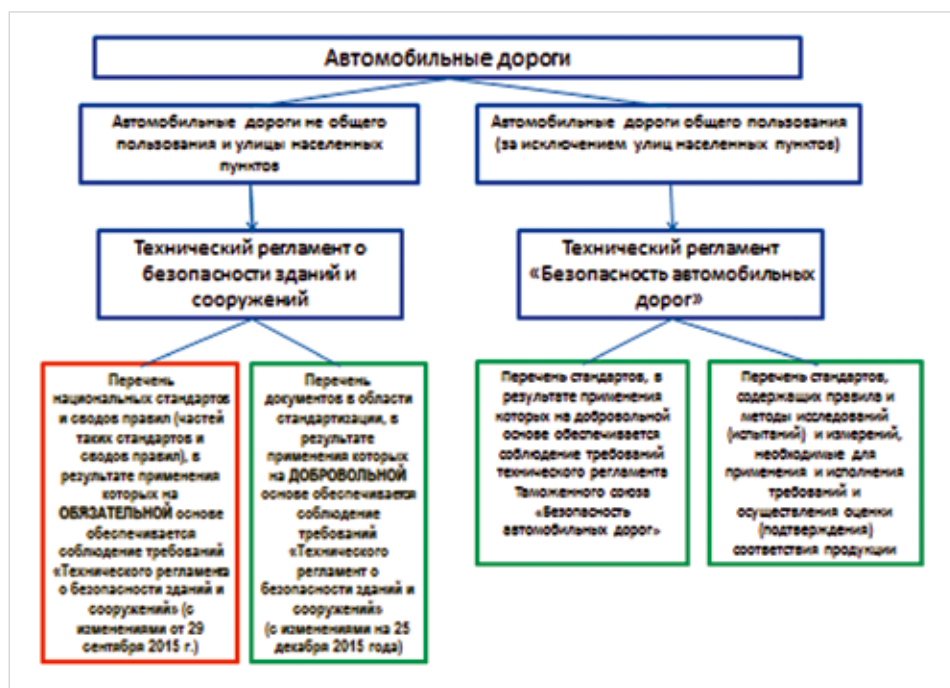 Автомобильные дороги
Автомобильные дороги не общего
пользования и улицы населенных
пунктов
Автомобильные дороги общего пользования
(за исключением улиц населенных пунктов)
Технический регламент о
безопасности зданий и
сооружений
Технический регламент
«Безопасность автомобильных
дорог»
Перечень
национальных стандартов
и сводов правил (частей
таких стандартов и
сводов правил), в
результате применения
которых на
ОБЯЗАТЕЛЬНОЙ основе
обеспечивается
соблюдение требований
«Технического регламента
о безопасности зданий и
сооружений» (с
изменениями от 29
сентября 2015 г.)
Перечень
документов в области
стандартизации, в
результате
применения которых
на ДОБРОВОЛЬНОЙ
основе обеспечивается
соблюдение
требований
«Технического
регламент о
безопасности зданий и
сооружений»
(с изменениями на 25
декабря 2015 года)
Перечень стандартов, в
результате применения
которых на добровольной
основе обеспечивается
соблюдение требований
технического регламента
Таможенного союза
«Безопасность
автомобильных дорог»
Перечень стандартов,
содержащих правила и
методы исследований
(испытаний) и измерений,
необходимые для
применения и исполнения
требований и
осуществления оценки
(подтверждения)
соответствия продукции